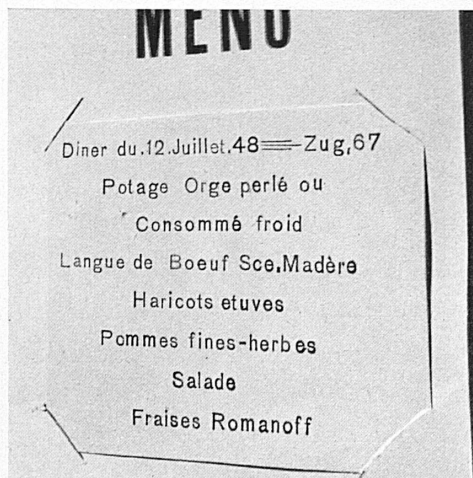 MENU
Diner du.12.Juillet.48═Zug,67
Potage Orge perlé ou
Consommé froid
Langue de Boeuf Sce.Madère
Haricots etuves
Pommes fines-herbes
Salade
Fraises Romanoff